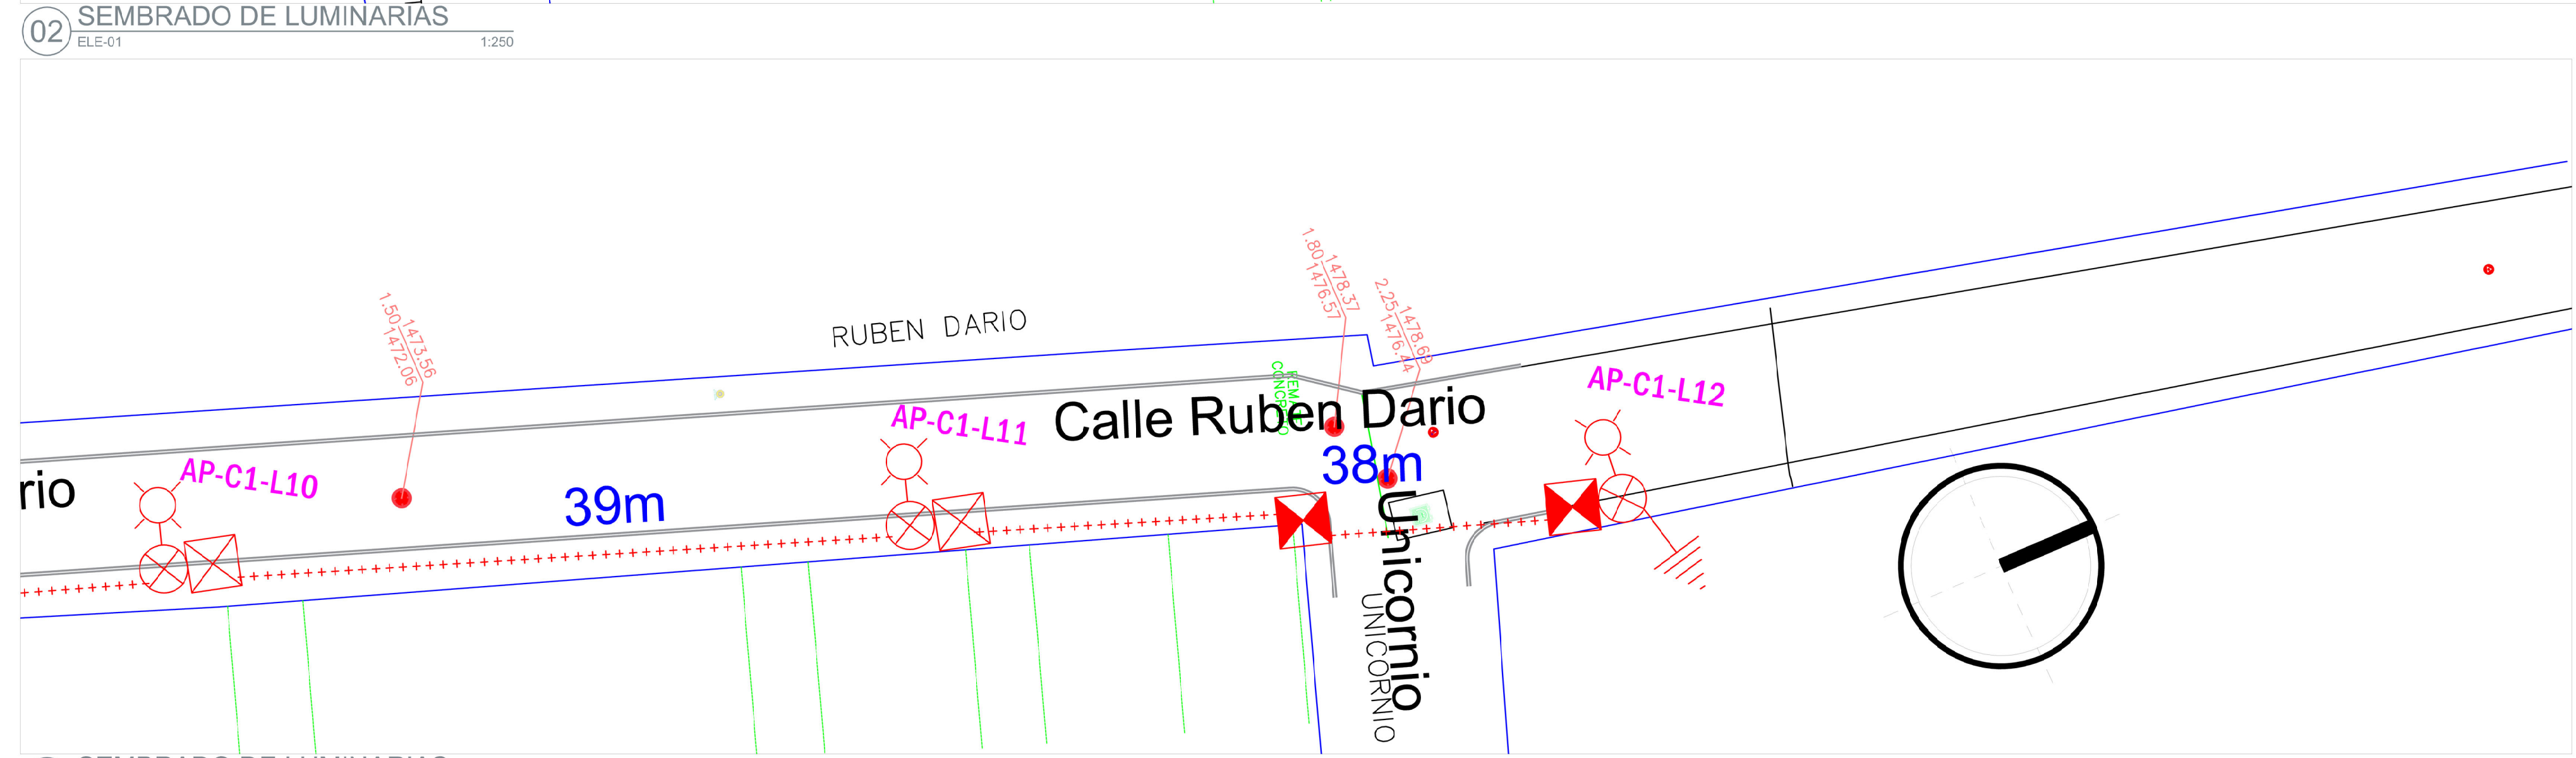 02
SEMBRADO DE LUMINARIAS
ELE-01
1:250
1.50
1473.56
1472.06
RUBEN DARIO
1.80
1478.37
1476.57
2.25
1478.69
1476.44
CONCRETO
AP-C1-L12
Calle Ruben Dario
AP-C1-L11
38m
AP-C1-L10
rio
39m
Unicornio
UNICORNIO